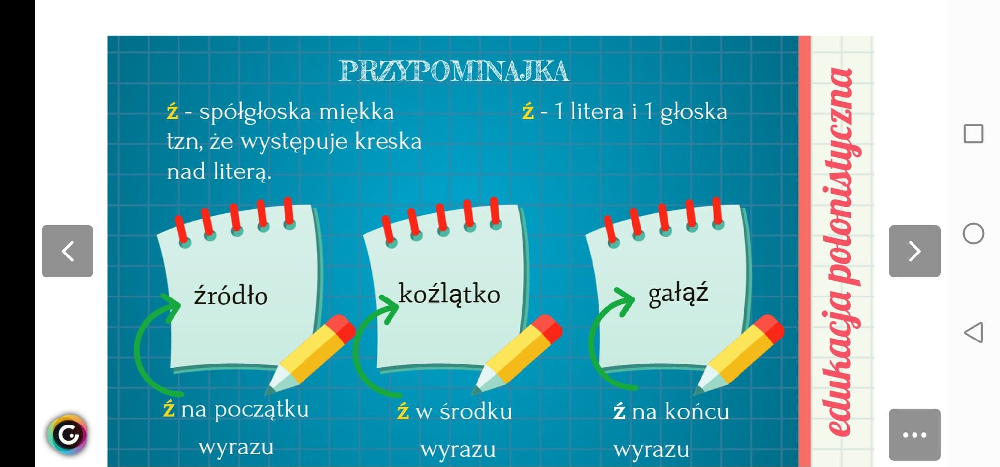 PRZYPOMINAJKA
ź - spółgłoska miękka
tzn, że występuje kreska
nad literą.
ź - 1 litera i 1 głoska
źródło
koźlątko
gałąź
ź na początku
wyrazu
ź w środku
wyrazu
ź na końcu
wyrazu
edukacja polonistyczna